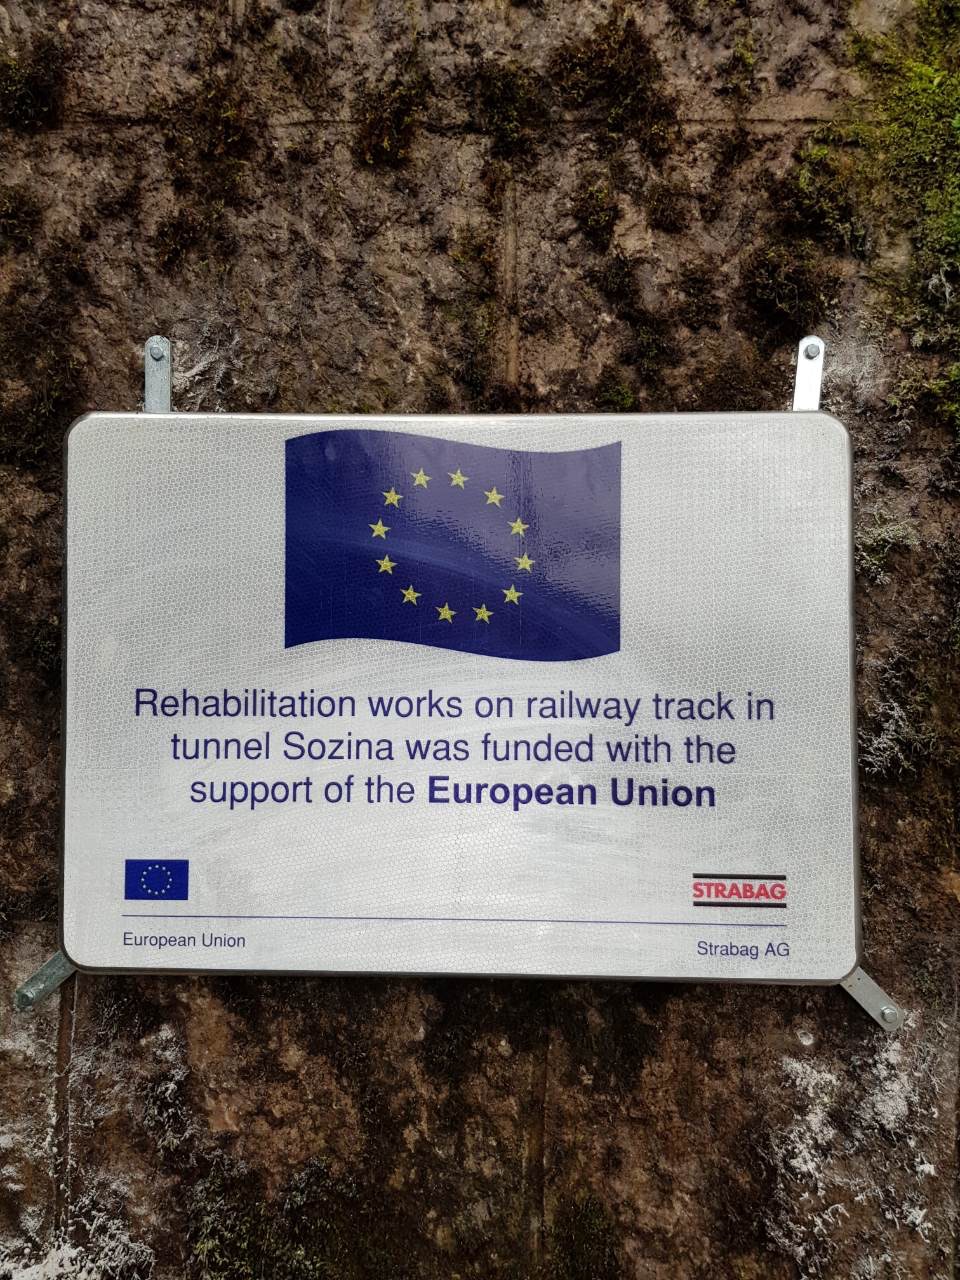 Rehabilitation works on railway track in
tunnel Sozina was funded with the
support of the European Union
STRABAG
European Union
Strabag AG